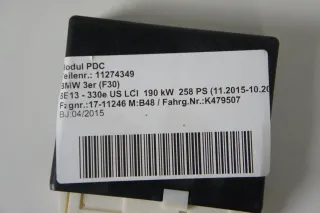 Modul PDC
Teilenr.: 11274349
BMW 3er (F30)
8E13 - 330e US LCI 190 kW 258 PS (11.2015-10.20
Fzgnr.:17-11246 M:B48 / Fahrg.Nr.:K479507
BJ:04/2015